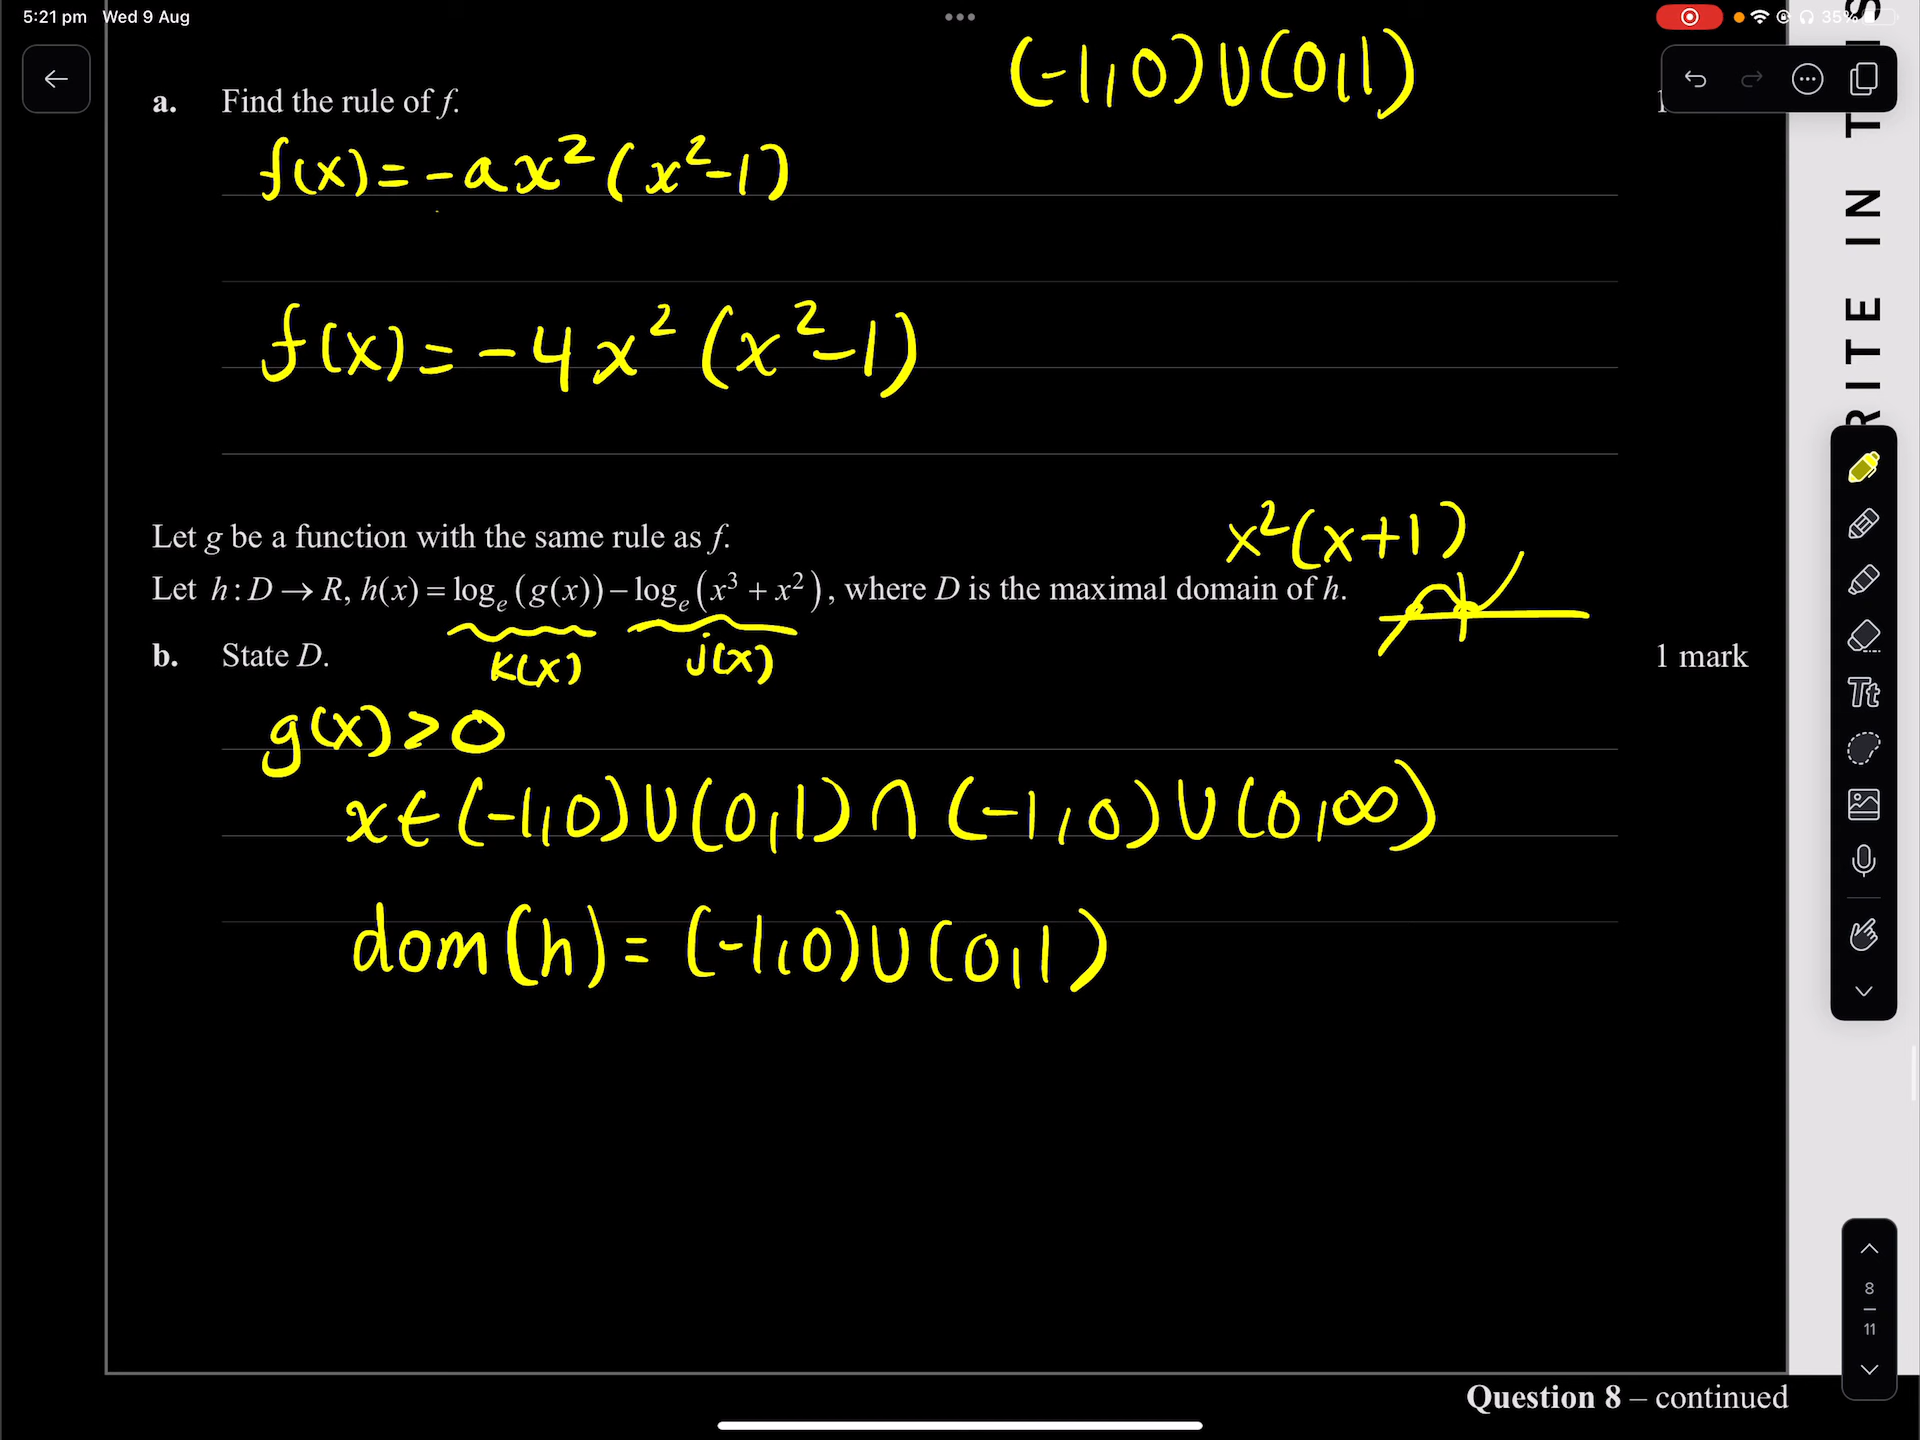 5:21 pm Wed 9 Aug
35%
(-1,0)∪(0,1)
a. Find the rule of f.
f(x)=-ax²(x²-1)
f(x)=-4x²(x²-1)
x²(x+1)
Let g be a function with the same rule as f.
Let h : D → R, h(x) = logₑ(g(x)) – logₑ(x³ + x²), where D is the maximal domain of h.
k(x) j(x)
b. State D. 1 mark
g(x)>0
x∈(-1,0)∪(0,1)∩(-1,0)∪(0,∞)
dom(h)=(-1,0)∪(0,1)
RITE IN T
Tt
8
11
Question 8 – continued